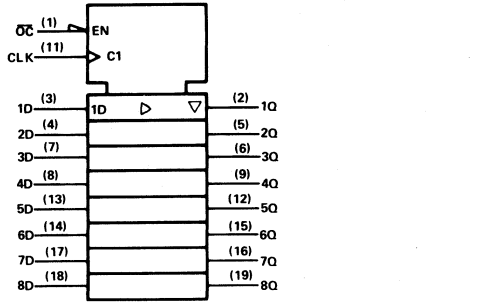 OC (1) EN
CLK (11) C1
1D (3) 1D (2) 1Q
2D (4) (5) 2Q
3D (7) (6) 3Q
4D (8) (9) 4Q
5D (13) (12) 5Q
6D (14) (15) 6Q
7D (17) (16) 7Q
8D (18) (19) 8Q